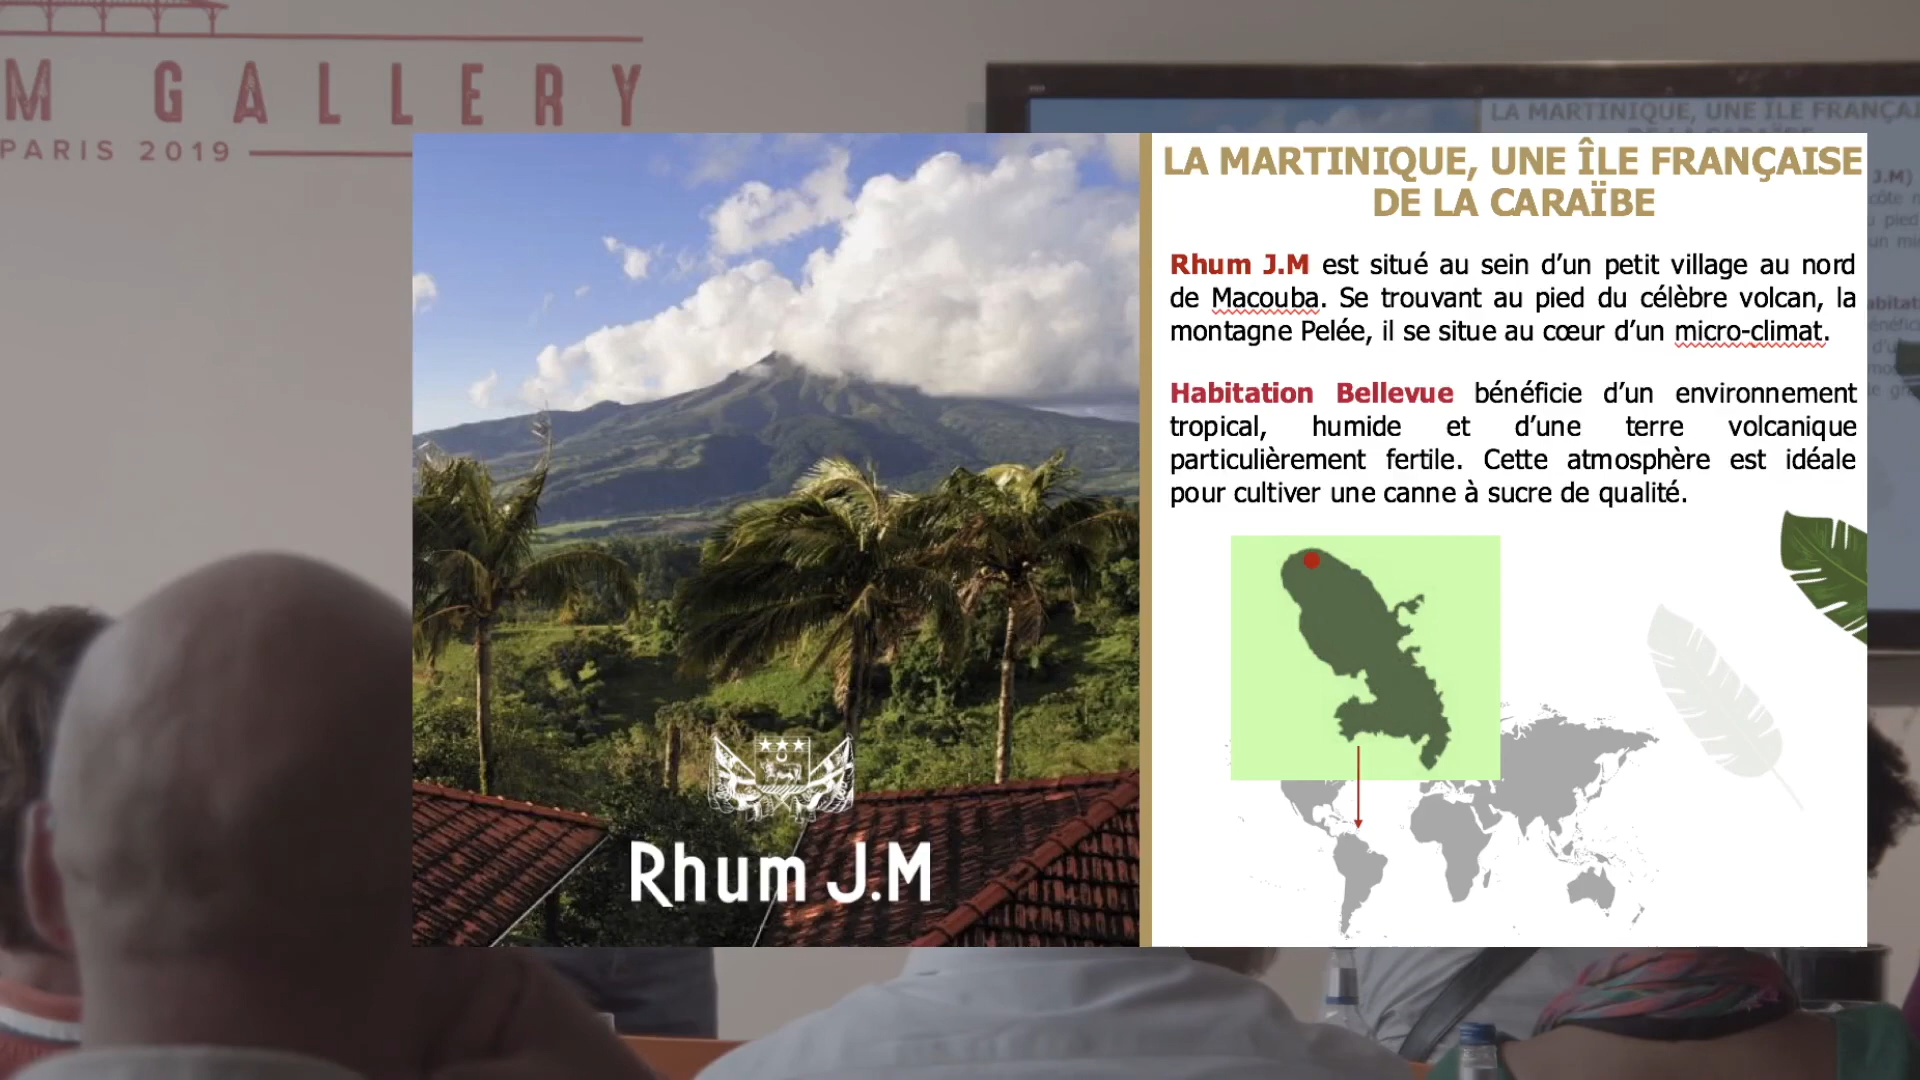 M GALLERY
PARIS 2019
LA MARTINIQUE, UNE ÎLE FRANÇAI
LA MARTINIQUE, UNE ÎLE FRANÇAISE
DE LA CARAÏBE
Rhum J.M est situé au sein d’un petit village au nord
de Macouba. Se trouvant au pied du célèbre volcan, la
montagne Pelée, il se situe au cœur d’un micro-climat.
Habitation Bellevue bénéficie d’un environnement
tropical, humide et d’une terre volcanique
particulièrement fertile. Cette atmosphère est idéale
pour cultiver une canne à sucre de qualité.
Rhum J.M
J.M)
côte
pied